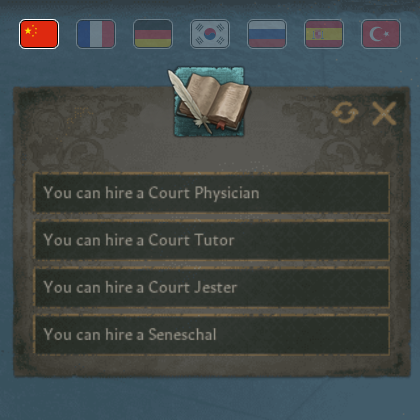 You can hire a Court Physician
You can hire a Court Tutor
You can hire a Court Jester
You can hire a Seneschal